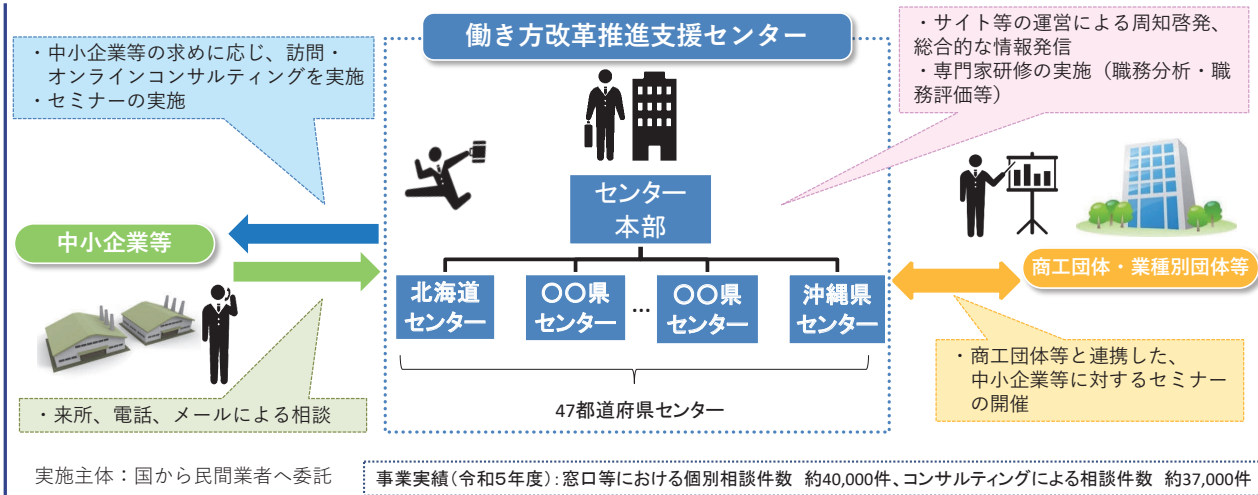 働き方改革推進支援センター
・中小企業等の求めに応じ、訪問・
オンラインコンサルティングを実施
・セミナーの実施
・サイト等の運営による周知啓発、
総合的な情報発信
・専門家研修の実施（職務分析・職
務評価等）
センター
本部
中小企業等
商工団体・業種別団体等
北海道
センター
〇〇県
センター
…
〇〇県
センター
沖縄県
センター
・来所、電話、メールによる相談
47都道府県センター
・商工団体等と連携した、
中小企業等に対するセミナー
の開催
実施主体：国から民間業者へ委託
事業実績（令和5年度）：窓口等における個別相談件数 約40,000件、コンサルティングによる相談件数 約37,000件